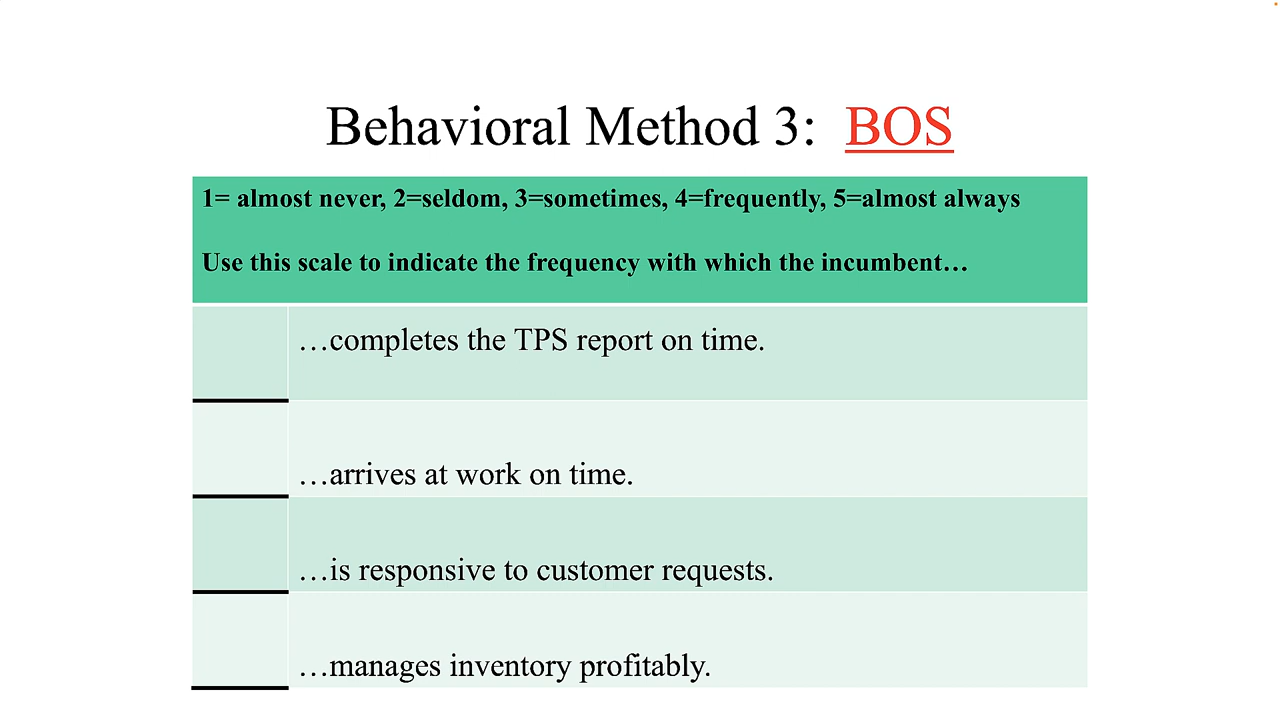 Behavioral Method 3: BOS
1= almost never, 2=seldom, 3=sometimes, 4=frequently, 5=almost always
Use this scale to indicate the frequency with which the incumbent…
…completes the TPS report on time.
…arrives at work on time.
…is responsive to customer requests.
…manages inventory profitably.